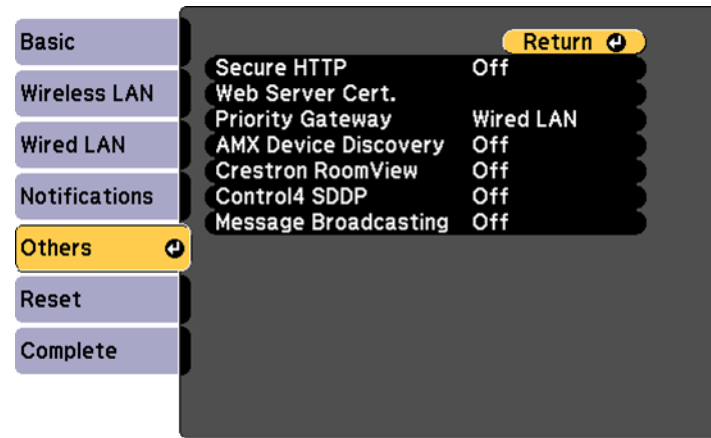 Basic
Wireless LAN
Wired LAN
Notifications
Others
Reset
Complete
Return
Secure HTTP Off
Web Server Cert.
Priority Gateway Wired LAN
AMX Device Discovery Off
Crestron RoomView Off
Control4 SDDP Off
Message Broadcasting Off